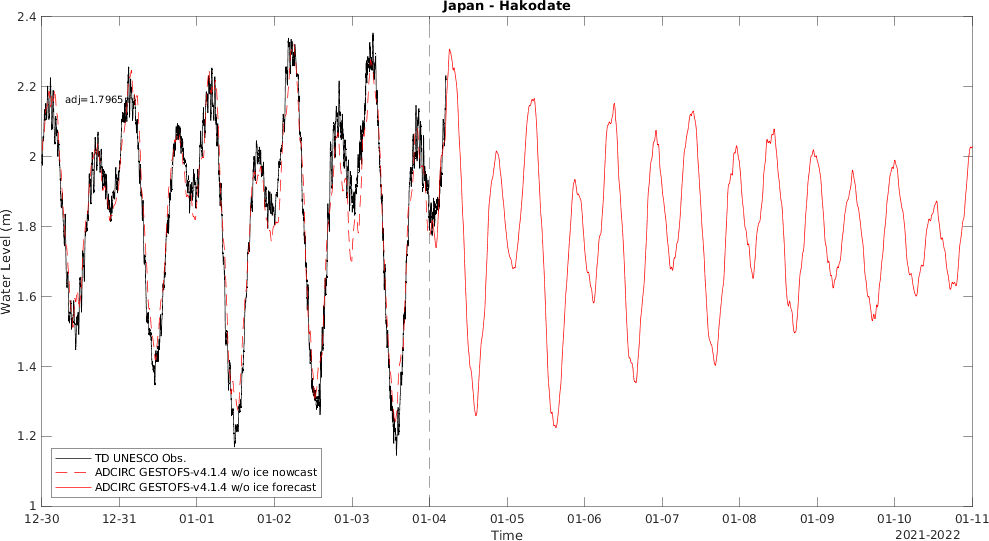 Japan - Hakodate
2.4
2.2
2
1.8
1.6
1.4
1.2
1
Water Level (m)
adj=1.7965m
TD UNESCO Obs.
ADCIRC GESTOFS-v4.1.4 w/o ice nowcast
ADCIRC GESTOFS-v4.1.4 w/o ice forecast
12-30 12-31 01-01 01-02 01-03 01-04 01-05 01-06 01-07 01-08 01-09 01-10 01-11
Time
2021-2022